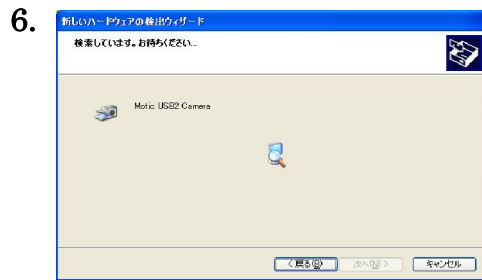 6.
新しいハードウェアの検出ウィザード
検索しています。お待ちください...
Motic USB2 Camera
< 戻る(B)
次へ(N) >
キャンセル